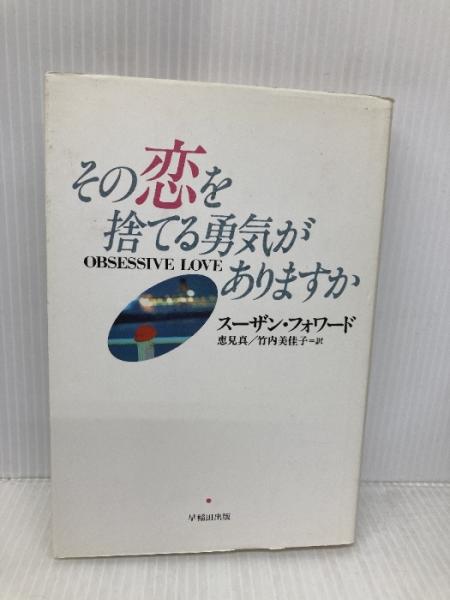 その恋を
捨てる勇気が
OBSESSIVE LOVE
ありますか
スーザン・フォワード
恵見真／竹内美佳子＝訳
早稲田出版